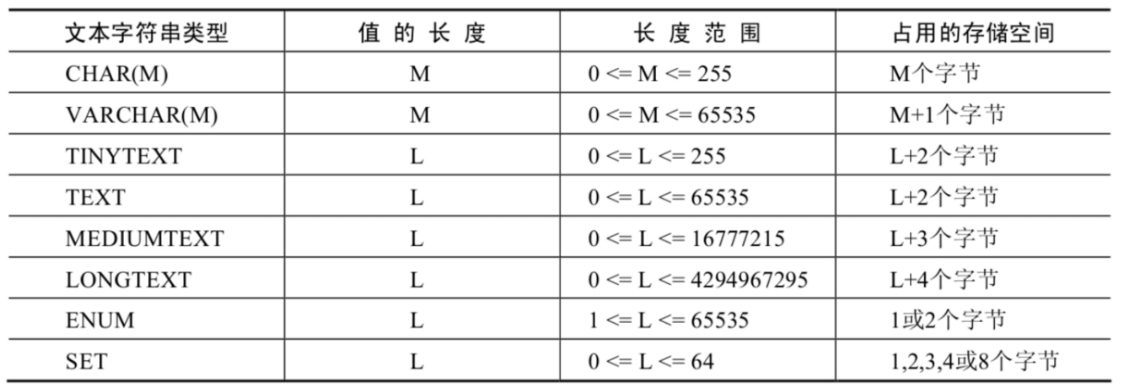 文本字符串类型 值的长度 长度范围 占用的存储空间
CHAR(M) M 0 <= M <= 255 M个字节
VARCHAR(M) M 0 <= M <= 65535 M+1个字节
TINYTEXT L 0 <= L <= 255 L+2个字节
TEXT L 0 <= L <= 65535 L+2个字节
MEDIUMTEXT L 0 <= L <= 16777215 L+3个字节
LONGTEXT L 0 <= L <= 4294967295 L+4个字节
ENUM L 1 <= L <= 65535 1或2个字节
SET L 0 <= L <= 64 1,2,3,4或8个字节